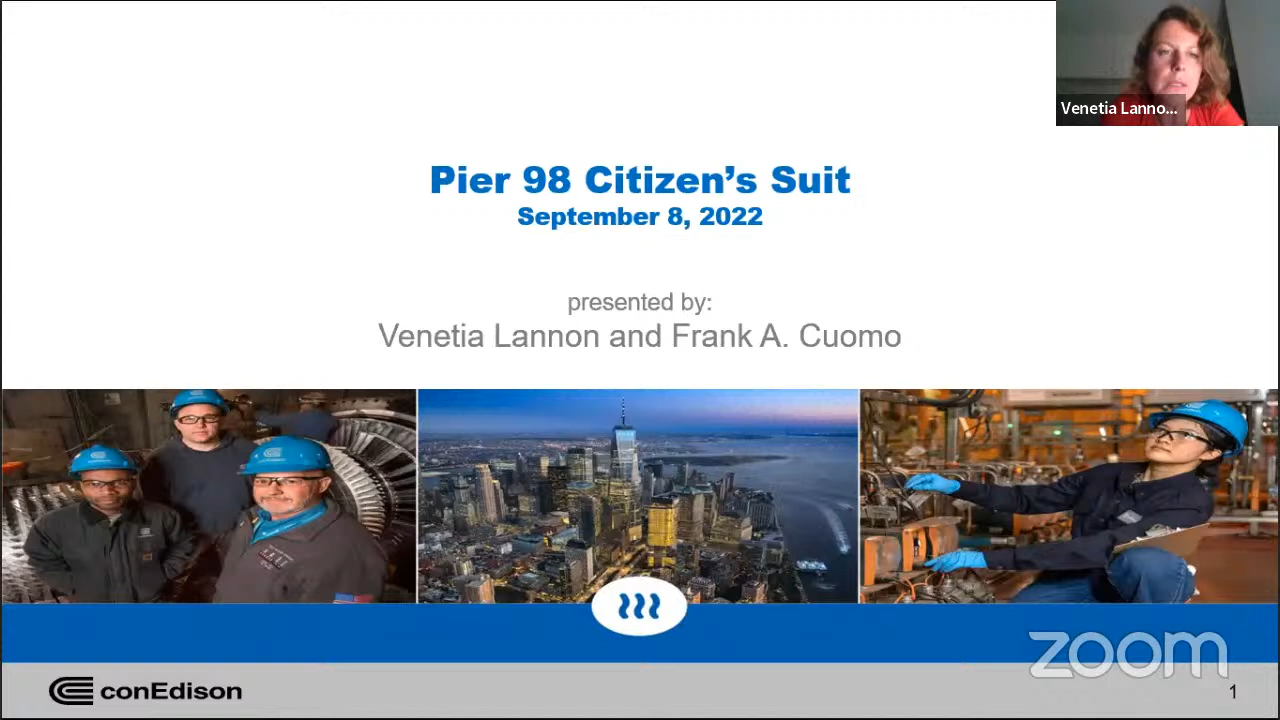 Venetia Lanno...
Pier 98 Citizen’s Suit
September 8, 2022
presented by:
Venetia Lannon and Frank A. Cuomo
zoom
conEdison
1